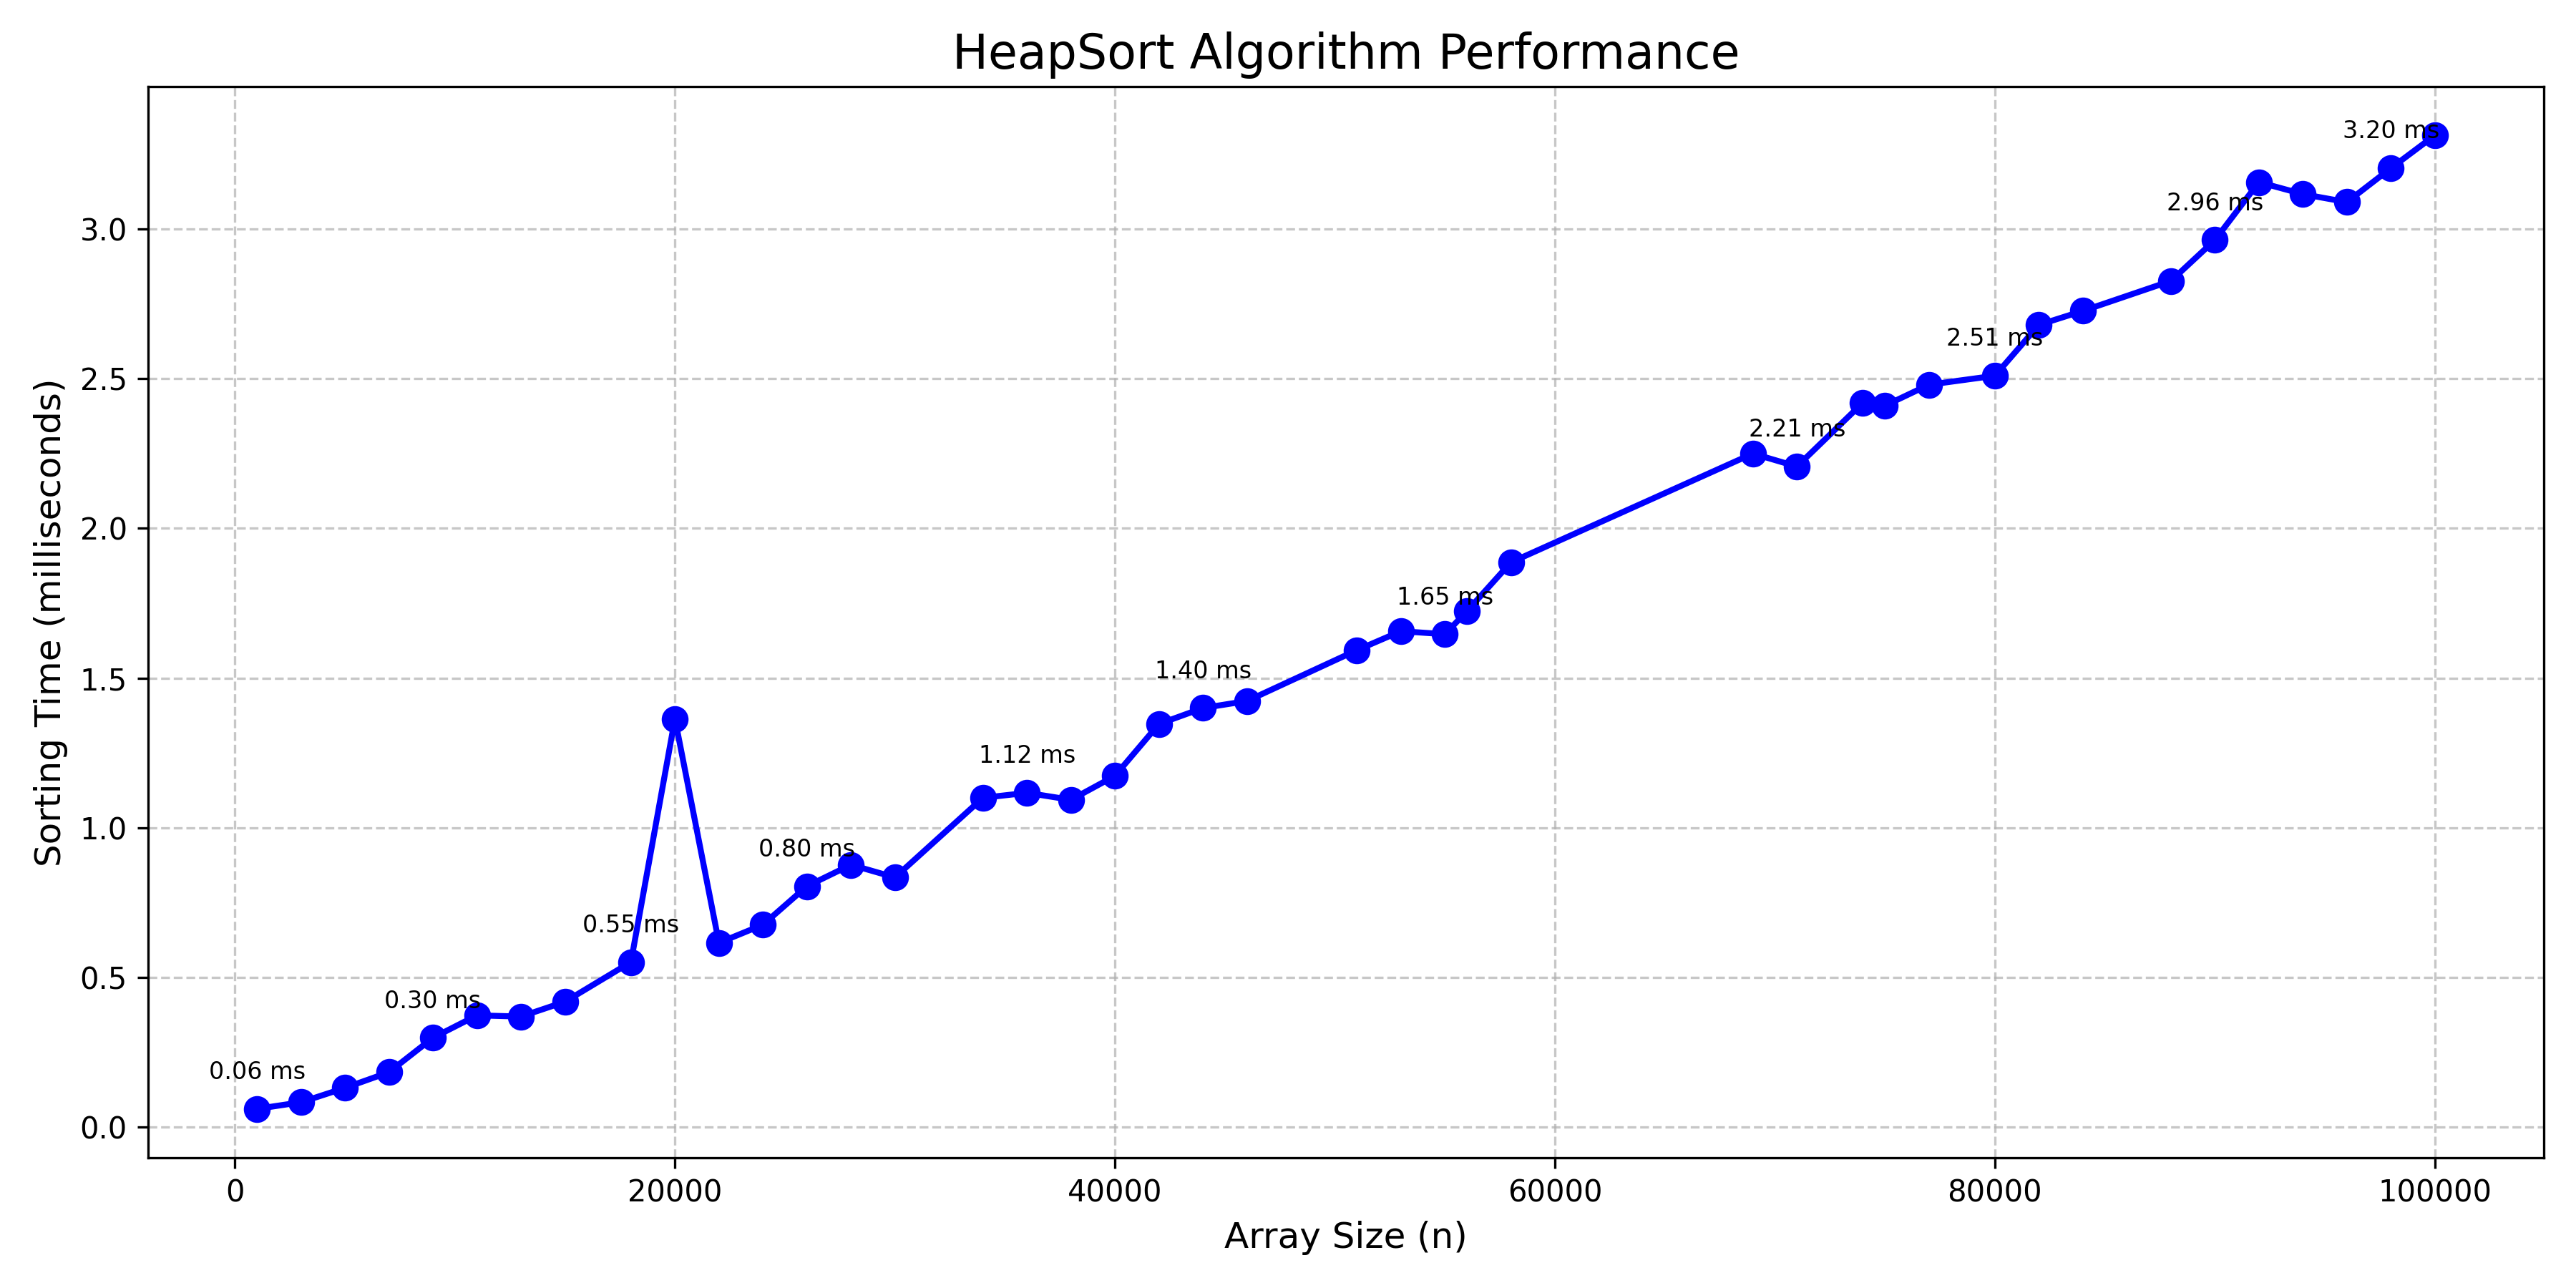 HeapSort Algorithm Performance
Sorting Time (milliseconds)
3.0
2.5
2.0
1.5
1.0
0.5
0.0
0.06 ms
0.30 ms
0.55 ms
0.80 ms
1.12 ms
1.40 ms
1.65 ms
2.21 ms
2.51 ms
2.96 ms
3.20 ms
0 20000 40000 60000 80000 100000
Array Size (n)